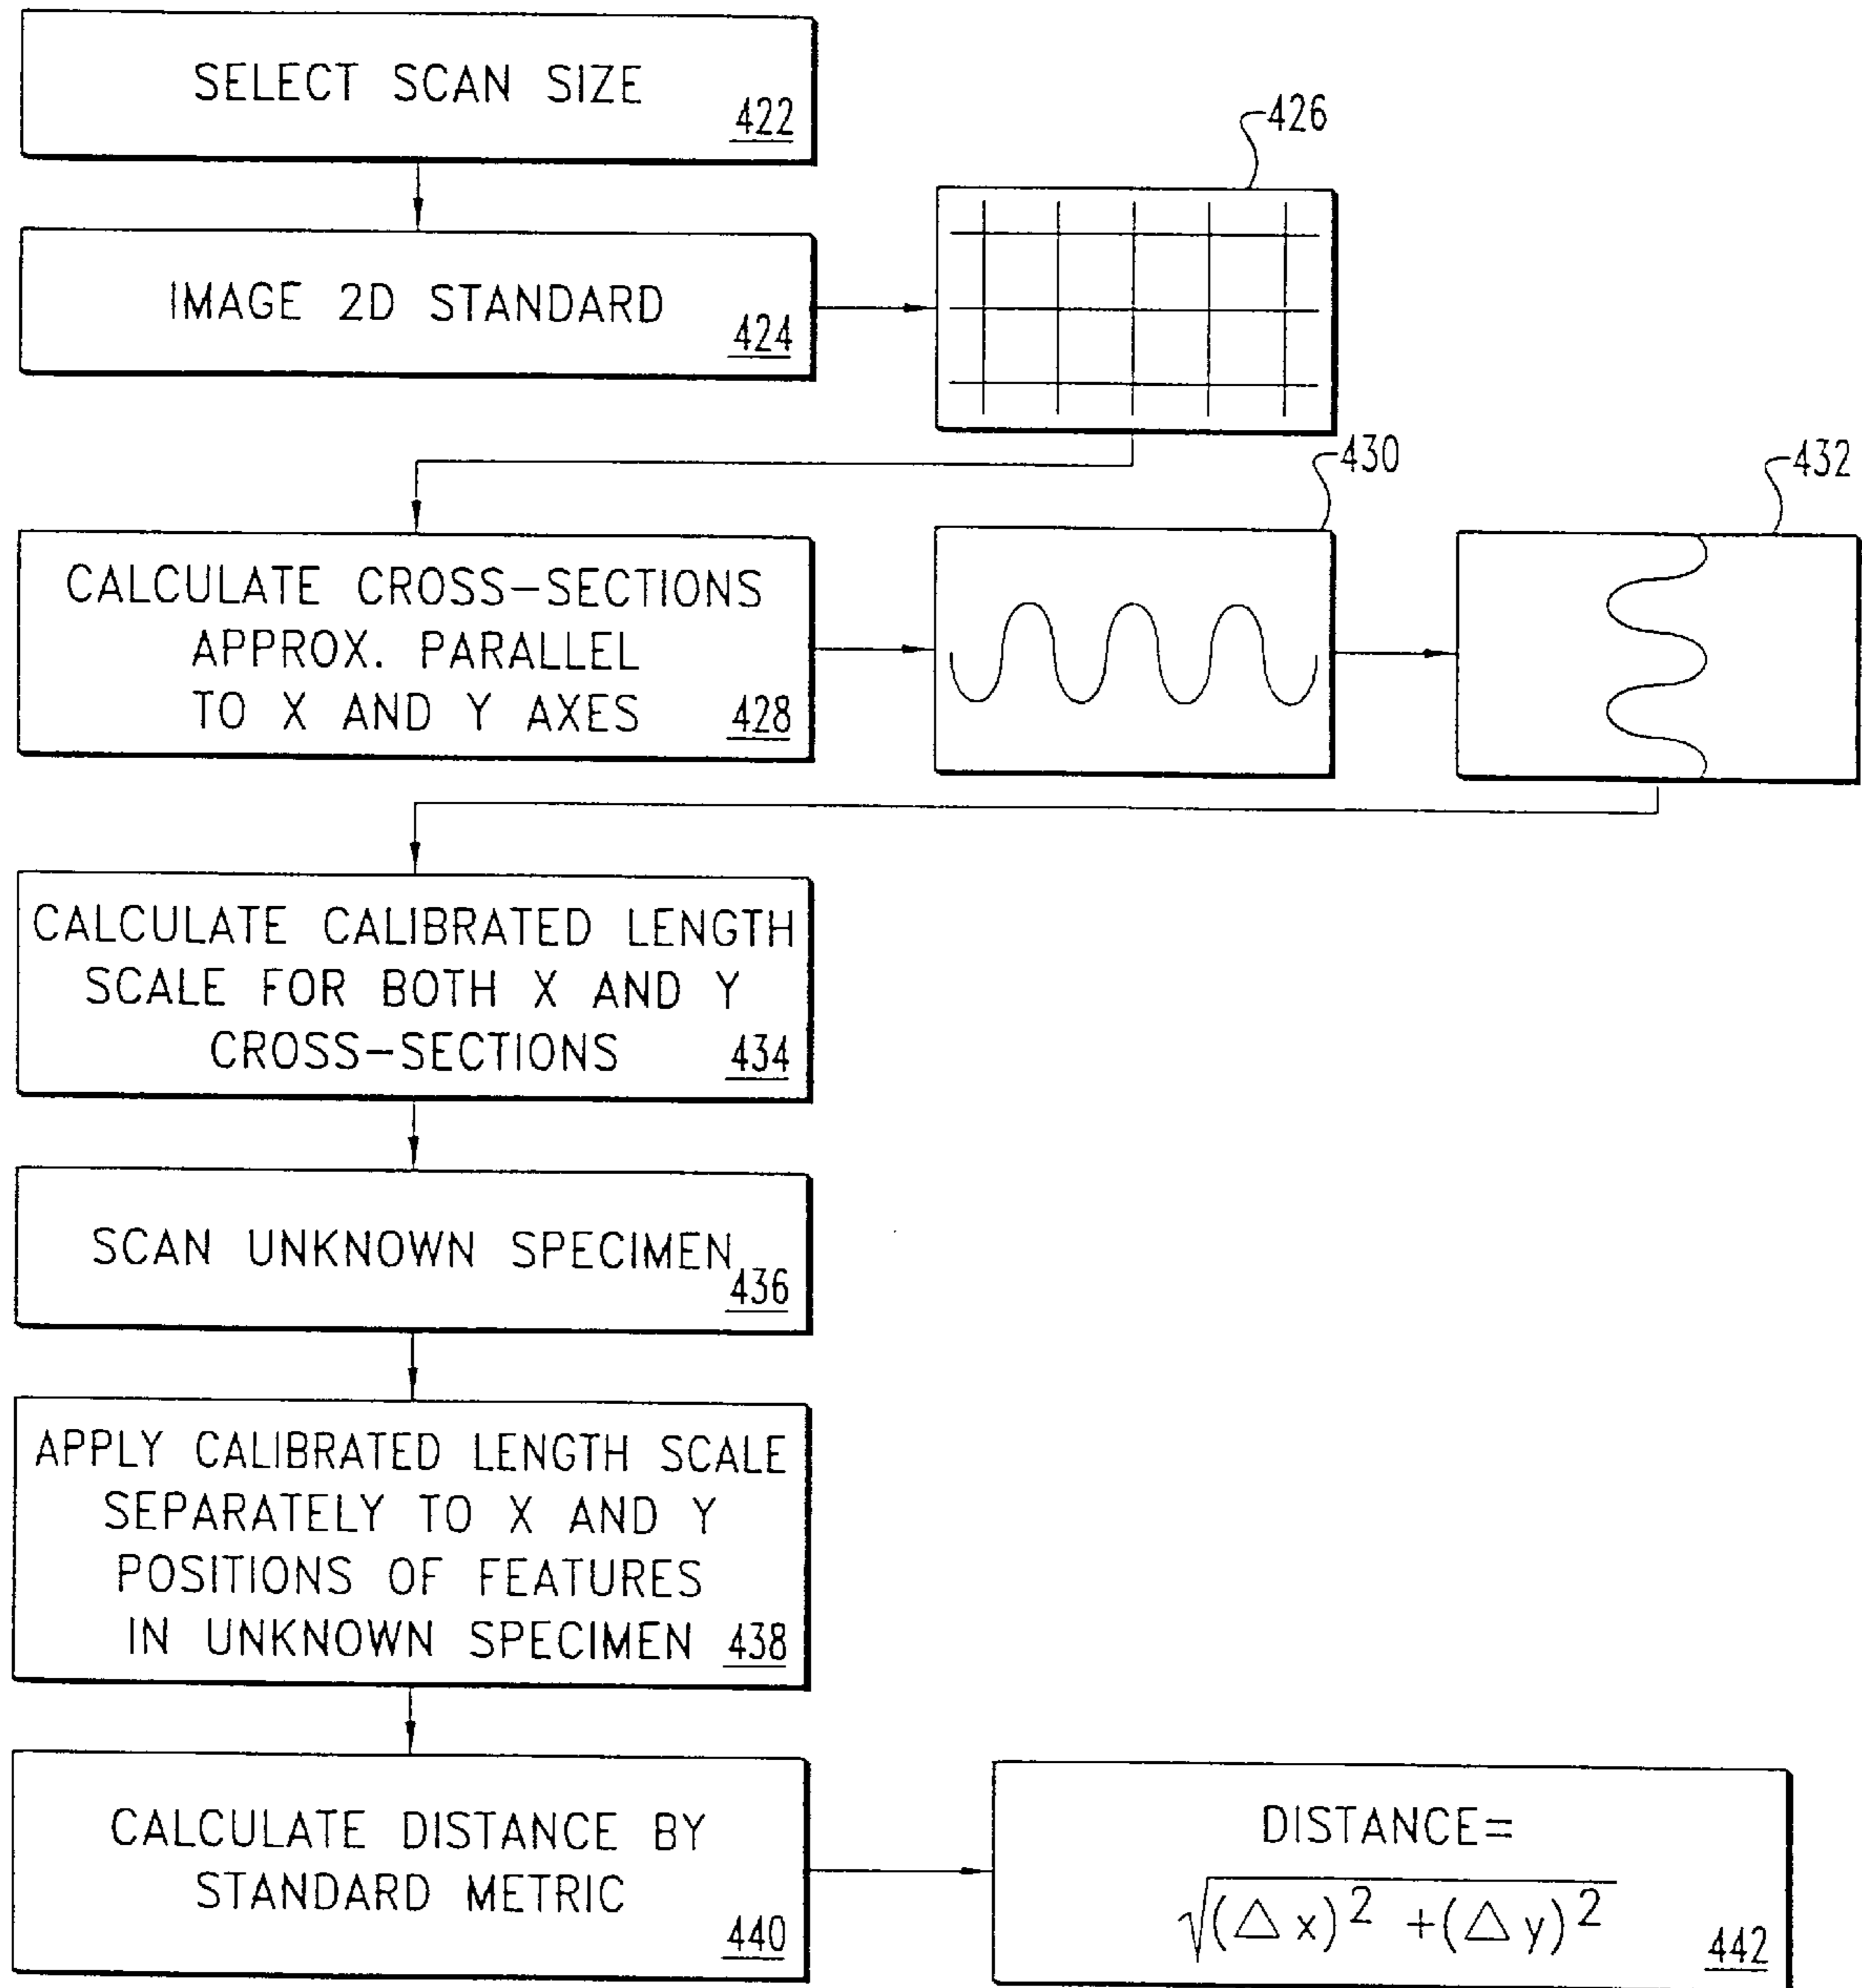 SELECT SCAN SIZE
422
426
IMAGE 2D STANDARD
424
430
432
CALCULATE CROSS-SECTIONS
APPROX. PARALLEL
TO X AND Y AXES 428
CALCULATE CALIBRATED LENGTH
SCALE FOR BOTH X AND Y
CROSS-SECTIONS 434
SCAN UNKNOWN SPECIMEN
436
APPLY CALIBRATED LENGTH SCALE
SEPARATELY TO X AND Y
POSITIONS OF FEATURES
IN UNKNOWN SPECIMEN 438
CALCULATE DISTANCE BY
STANDARD METRIC
440
DISTANCE=
√(△x)² +(△y)²
442